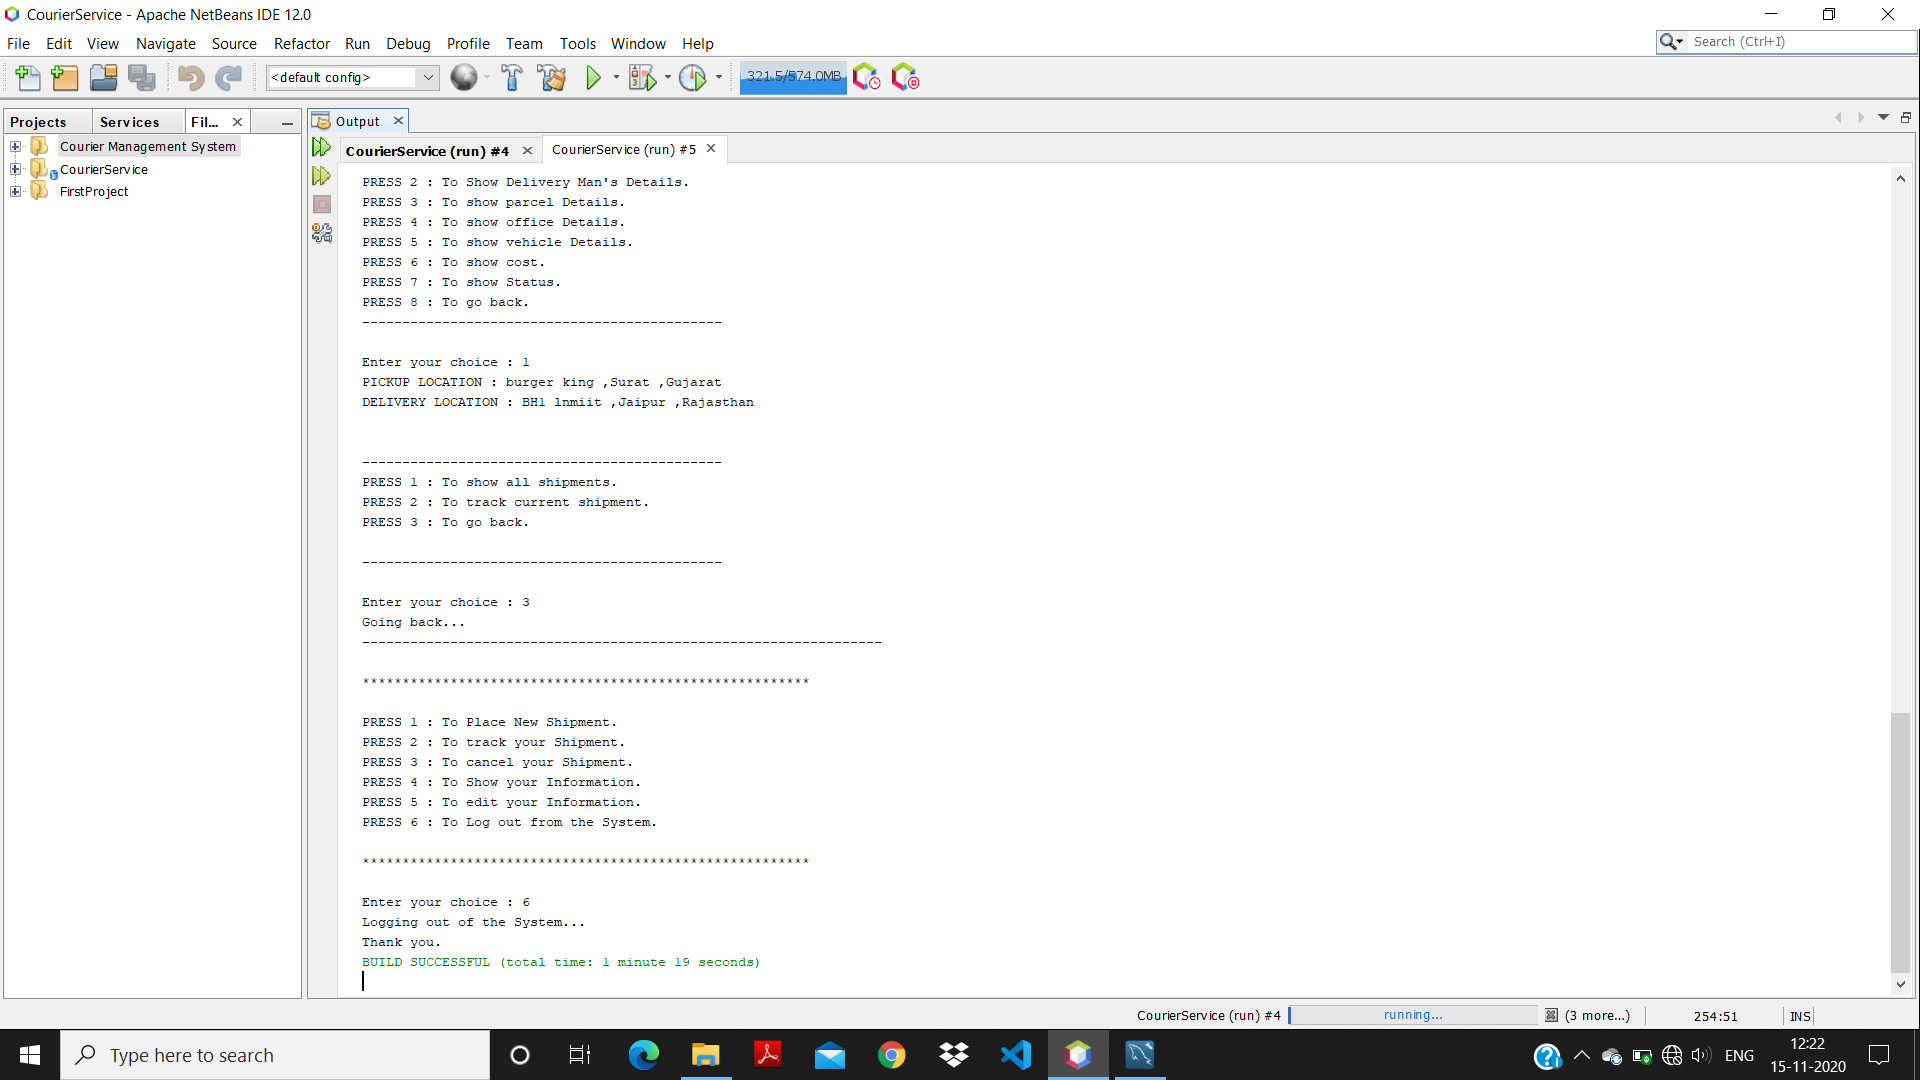 CourierService - Apache NetBeans IDE 12.0
File Edit View Navigate Source Refactor Run Debug Profile Team Tools Window Help
Search (Ctrl+I)
<default config>
321.5/574.0MB
Projects Services Fil...
Output
Courier Management System
CourierService
FirstProject
CourierService (run) #4
CourierService (run) #5
PRESS 2 : To Show Delivery Man's Details.
PRESS 3 : To show parcel Details.
PRESS 4 : To show office Details.
PRESS 5 : To show vehicle Details.
PRESS 6 : To show cost.
PRESS 7 : To show Status.
PRESS 8 : To go back.
---------------------------------------------
Enter your choice : 1
PICKUP LOCATION : burger king ,Surat ,Gujarat
DELIVERY LOCATION : BH1 lnmiit ,Jaipur ,Rajasthan
---------------------------------------------
PRESS 1 : To show all shipments.
PRESS 2 : To track current shipment.
PRESS 3 : To go back.
---------------------------------------------
Enter your choice : 3
Going back...
-----------------------------------------------------------------
********************************************************
PRESS 1 : To Place New Shipment.
PRESS 2 : To track your Shipment.
PRESS 3 : To cancel your Shipment.
PRESS 4 : To Show your Information.
PRESS 5 : To edit your Information.
PRESS 6 : To Log out from the System.
********************************************************
Enter your choice : 6
Logging out of the System...
Thank you.
BUILD SUCCESSFUL (total time: 1 minute 19 seconds)
CourierService (run) #4
running...
(3 more...)
254:51
INS
Type here to search
ENG
12:22
15-11-2020